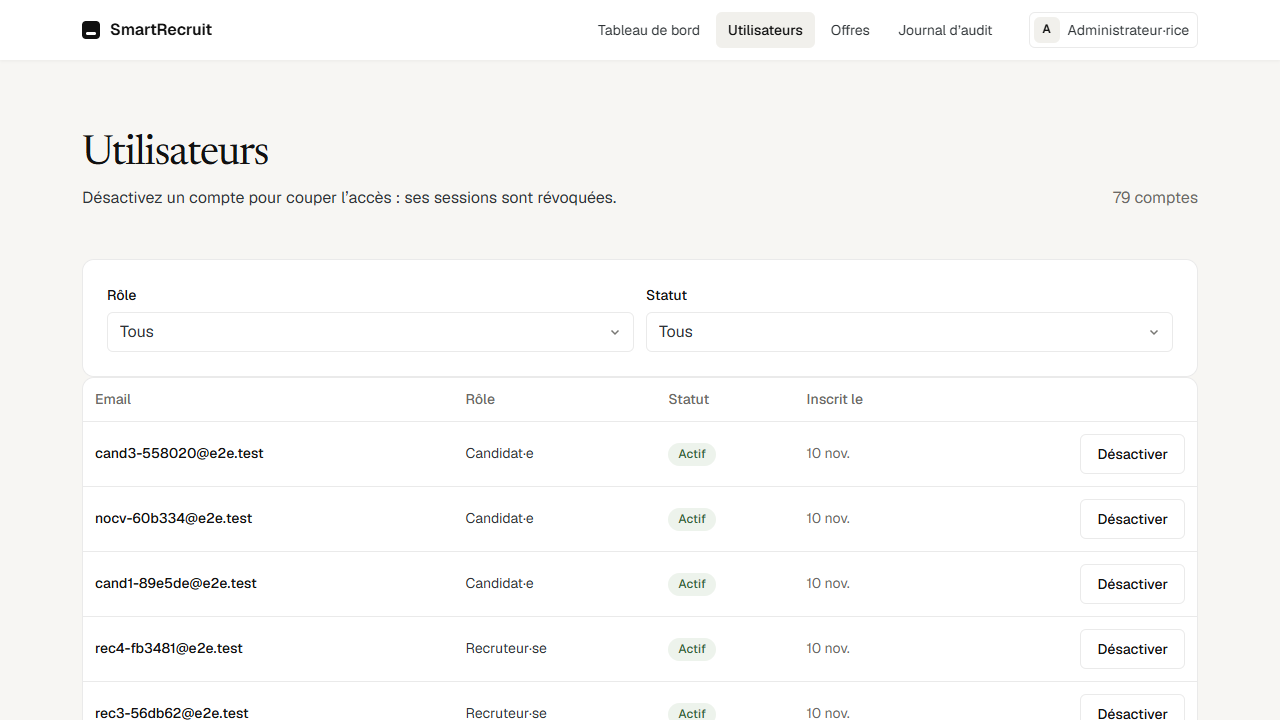 SmartRecruit Tableau de bord Utilisateurs Offres Journal d’audit A Administrateur·rice
Utilisateurs
Désactivez un compte pour couper l’accès : ses sessions sont révoquées. 79 comptes
Rôle Statut
Tous Tous
Email Rôle Statut Inscrit le
cand3-558020@e2e.test Candidat·e Actif 10 nov. Désactiver
nocv-60b334@e2e.test Candidat·e Actif 10 nov. Désactiver
cand1-89e5de@e2e.test Candidat·e Actif 10 nov. Désactiver
rec4-fb3481@e2e.test Recruteur·se Actif 10 nov. Désactiver
rec3-56db62@e2e.test Recruteur·se Actif 10 nov. Désactiver